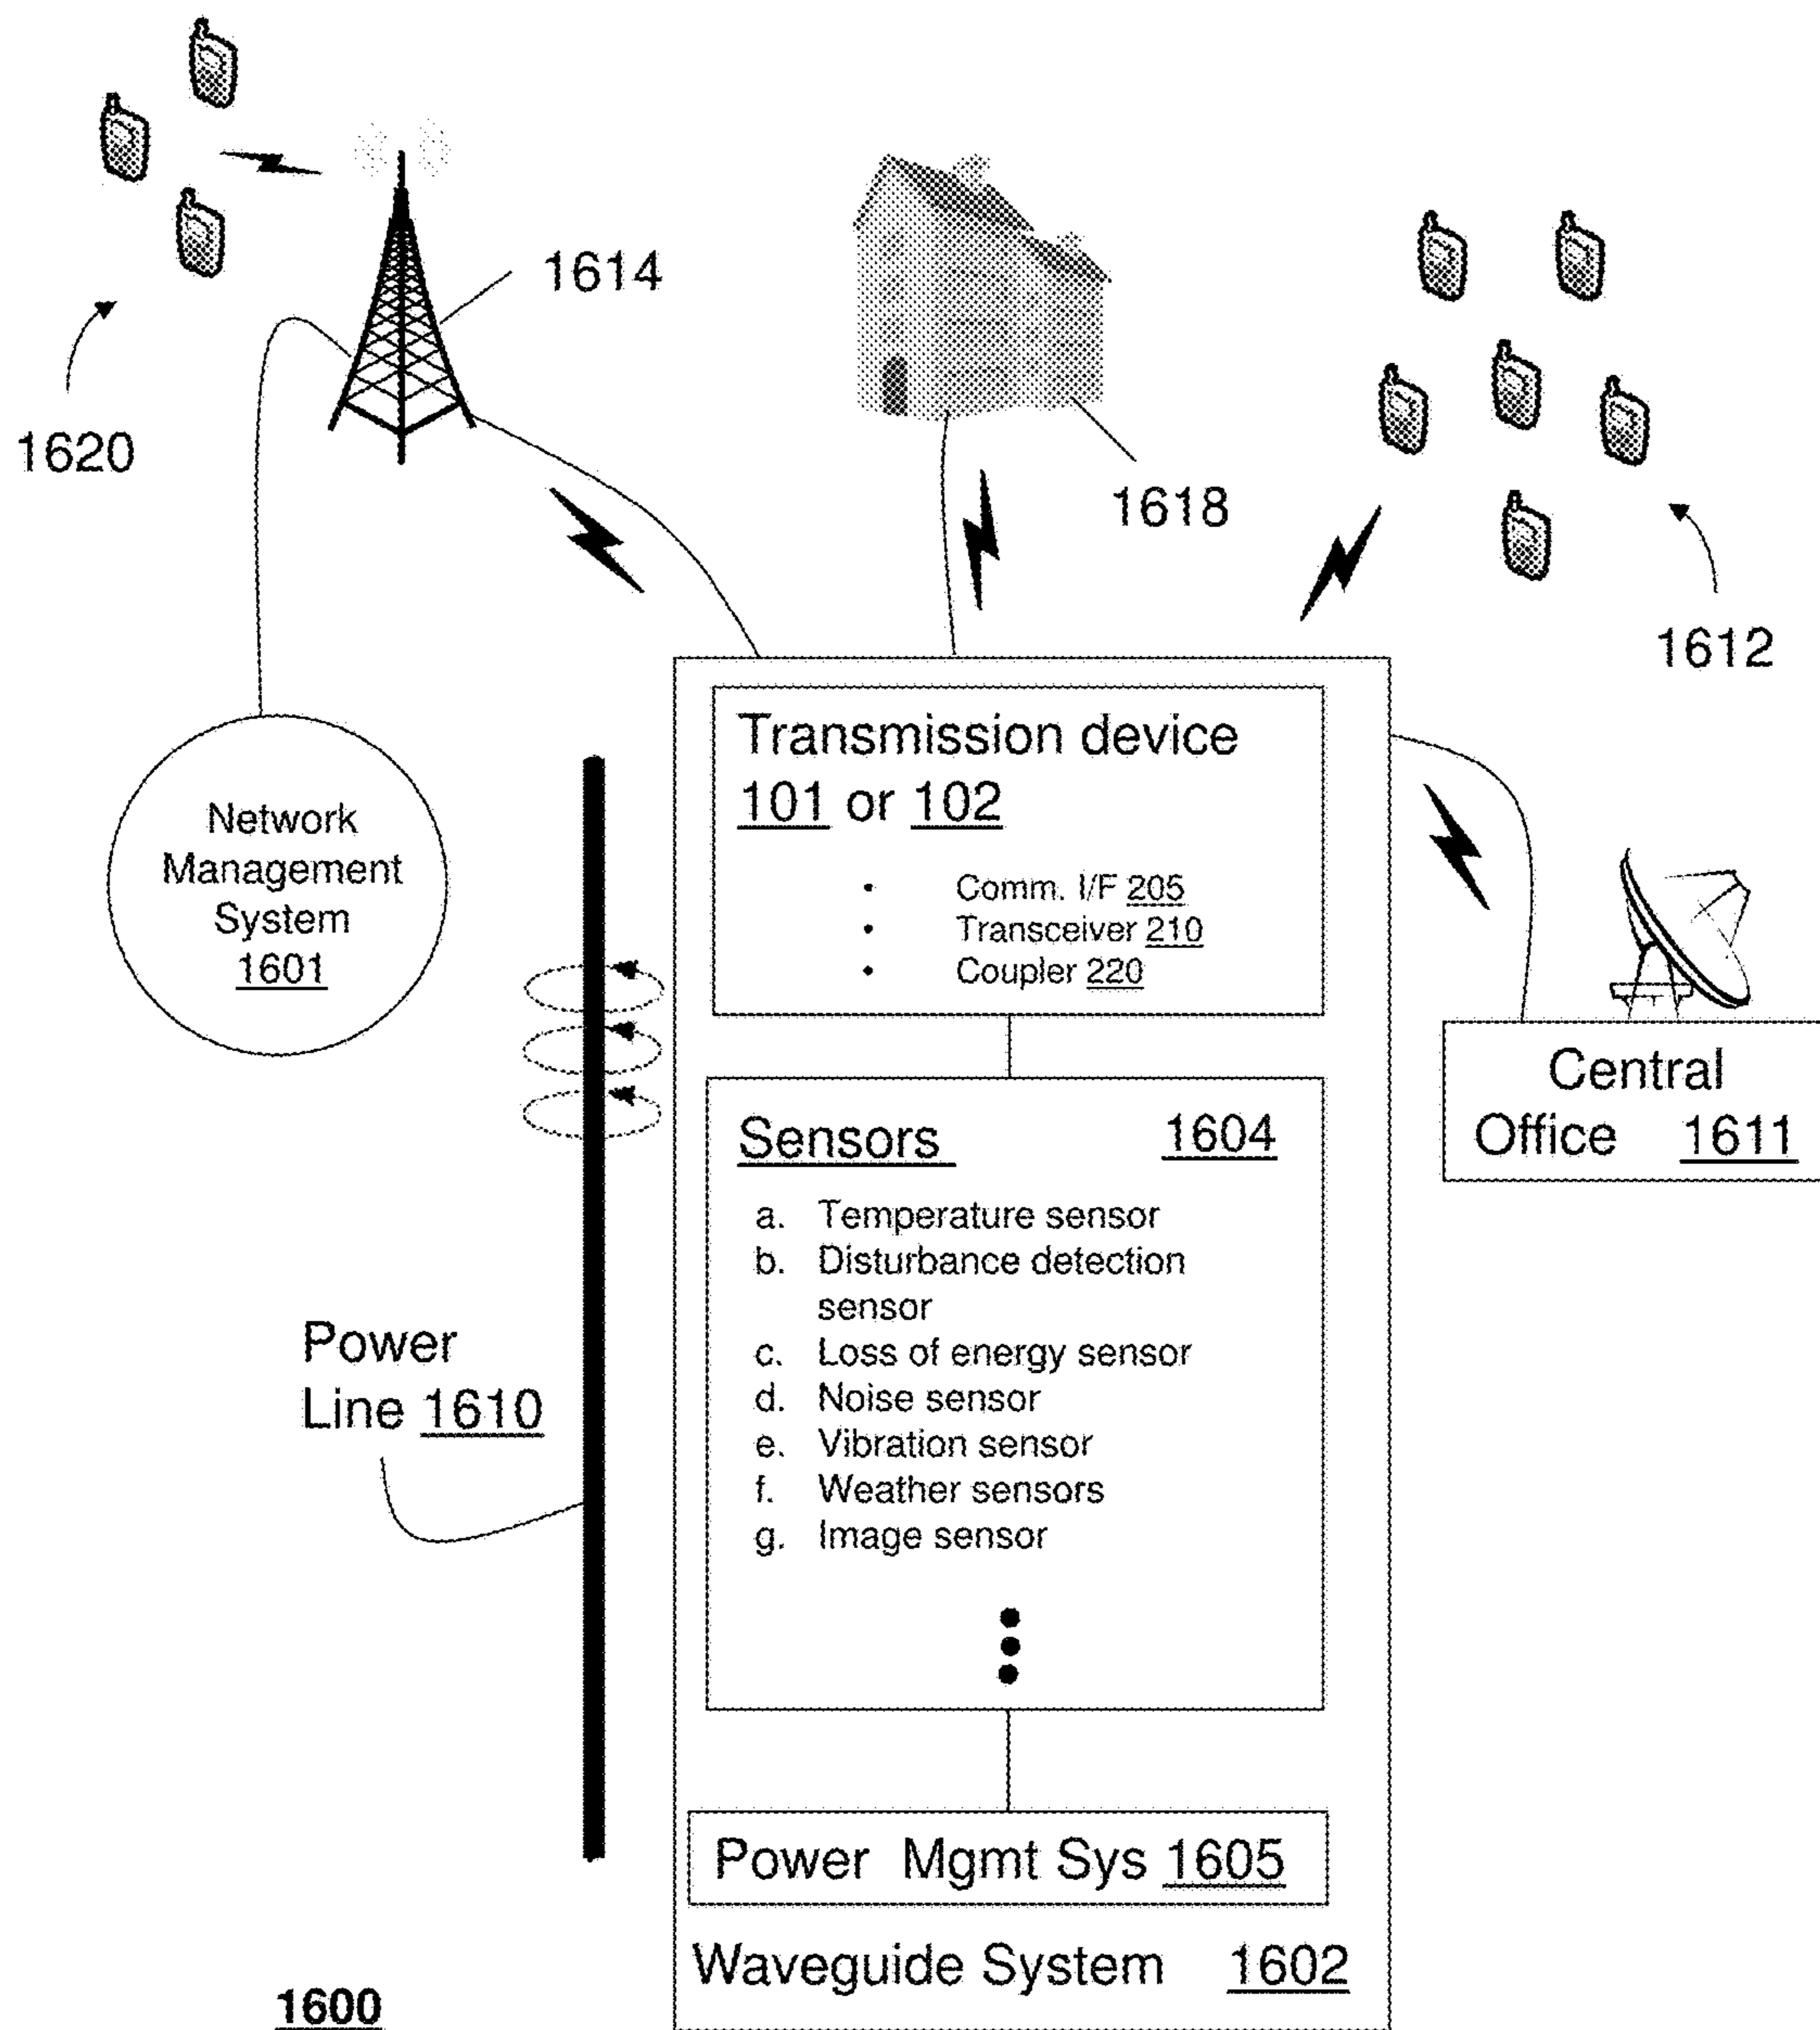 1614
1620
1618
1612
Network
Management
System
1601
Transmission device
101 or 102
• Comm. I/F 205
• Transceiver 210
• Coupler 220
Central
Office 1611
Sensors 1604
a. Temperature sensor
b. Disturbance detection
sensor
c. Loss of energy sensor
d. Noise sensor
e. Vibration sensor
f. Weather sensors
g. Image sensor
Power
Line 1610
Power Mgmt Sys 1605
Waveguide System 1602
1600